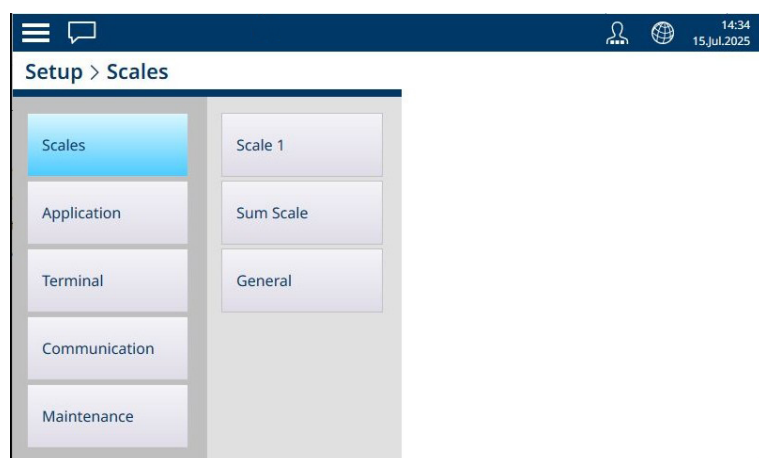 14:34
15.Jul.2025
Setup > Scales
Scales
Application
Terminal
Communication
Maintenance
Scale 1
Sum Scale
General